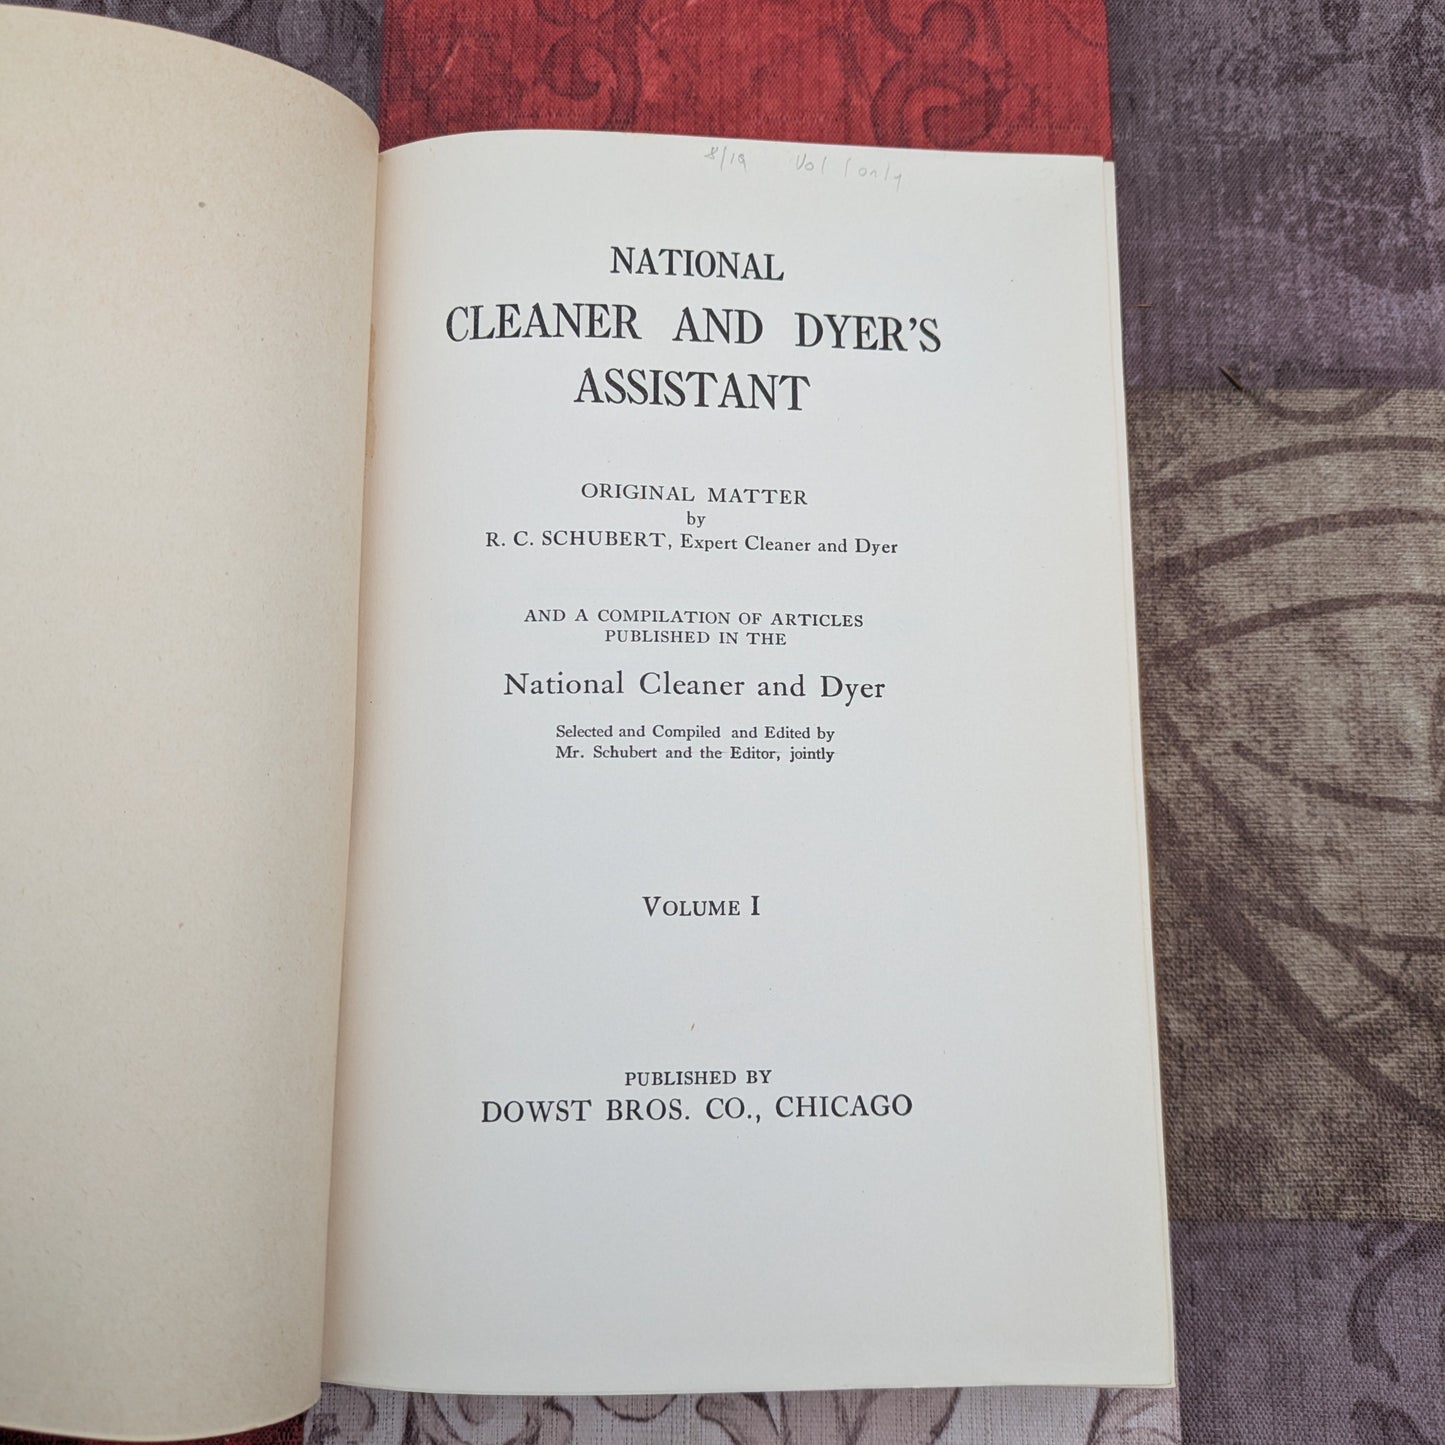 8/19 Vol 1 only
NATIONAL
CLEANER AND DYER'S
ASSISTANT
ORIGINAL MATTER
by
R. C. SCHUBERT, Expert Cleaner and Dyer
AND A COMPILATION OF ARTICLES
PUBLISHED IN THE
National Cleaner and Dyer
Selected and Compiled and Edited by
Mr. Schubert and the Editor, jointly
VOLUME I
PUBLISHED BY
DOWST BROS. CO., CHICAGO